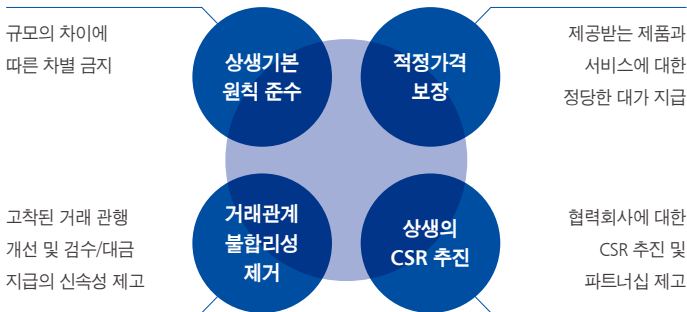 규모의 차이에
따른 차별 금지
상생기본
원칙 준수
적정가격
보장
제공받는 제품과
서비스에 대한
정당한 대가 지급
고착된 거래 관행
개선 및 검수/대금
지급의 신속성 제고
거래관계
불합리성
제거
상생의
CSR 추진
협력회사에 대한
CSR 추진 및
파트너십 제고